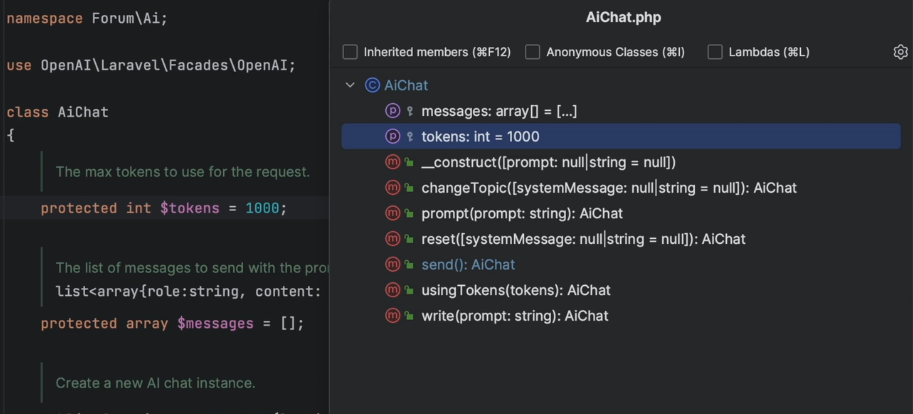 namespace Forum\Ai;
use OpenAI\Laravel\Facades\OpenAI;
class AiChat
{
The max tokens to use for the request.
protected int $tokens = 1000;
The list of messages to send with the
list<array{role:string, content:
protected array $messages = [];
Create a new AI chat instance.
AiChat.php
Inherited members (⌘F12)
Anonymous Classes (⌘I)
Lambdas (⌘L)
AiChat
messages: array[] = [...]
tokens: int = 1000
__construct([prompt: null|string = null])
changeTopic([systemMessage: null|string = null]): AiChat
prompt(prompt: string): AiChat
reset([systemMessage: null|string = null]): AiChat
send(): AiChat
usingTokens(tokens): AiChat
write(prompt: string): AiChat